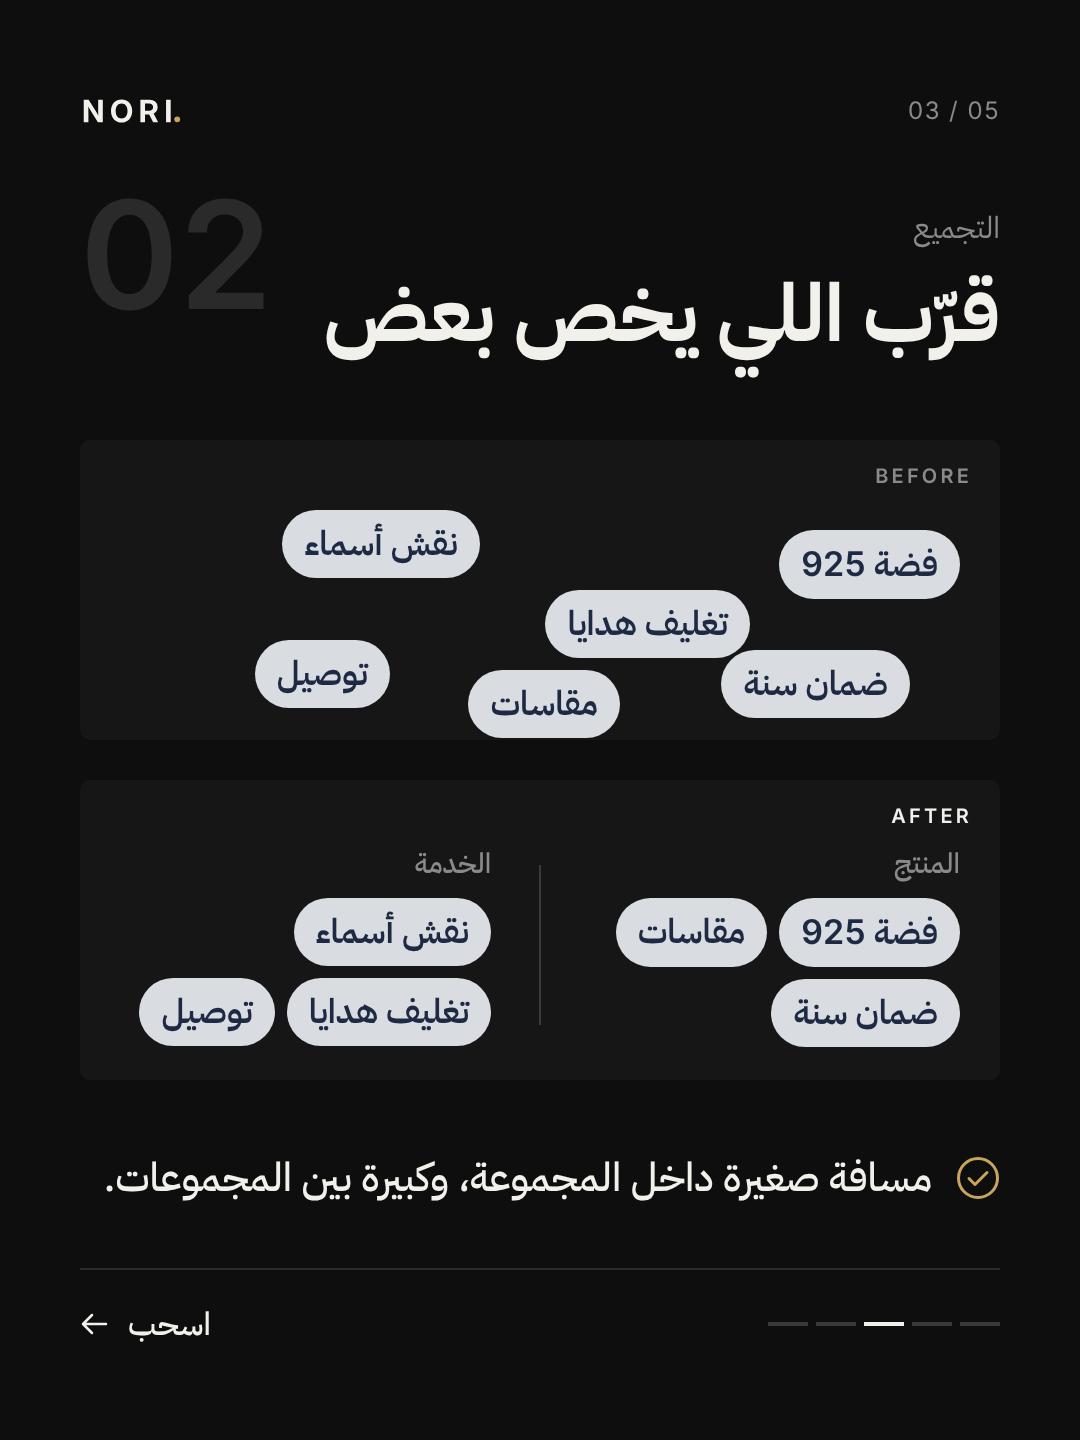 NORI.
03 / 05
02
التجميع
قرّب اللي يخص بعض
BEFORE
نقش أسماء
فضة 925
تغليف هدايا
توصيل
ضمان سنة
مقاسات
AFTER
المنتج
فضة 925
مقاسات
ضمان سنة
الخدمة
نقش أسماء
تغليف هدايا
توصيل
مسافة صغيرة داخل المجموعة، وكبيرة بين المجموعات.
اسحب